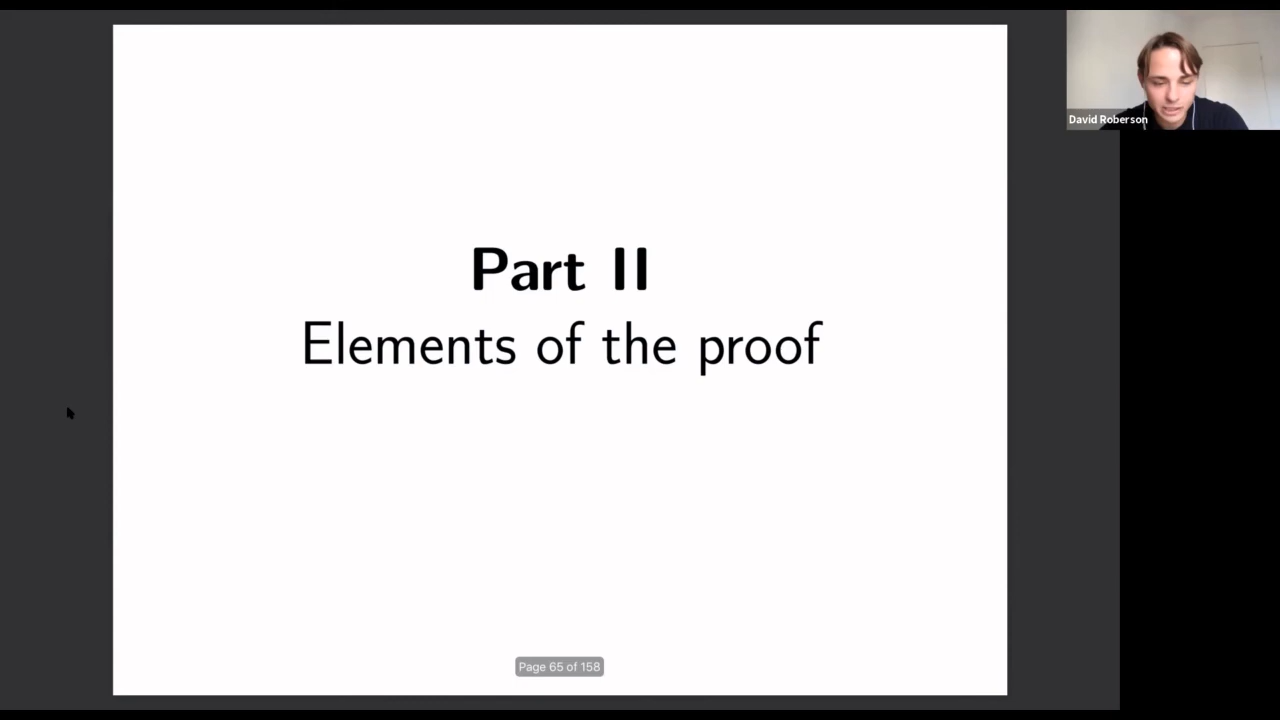 David Roberson
Part II
Elements of the proof
Page 65 of 158